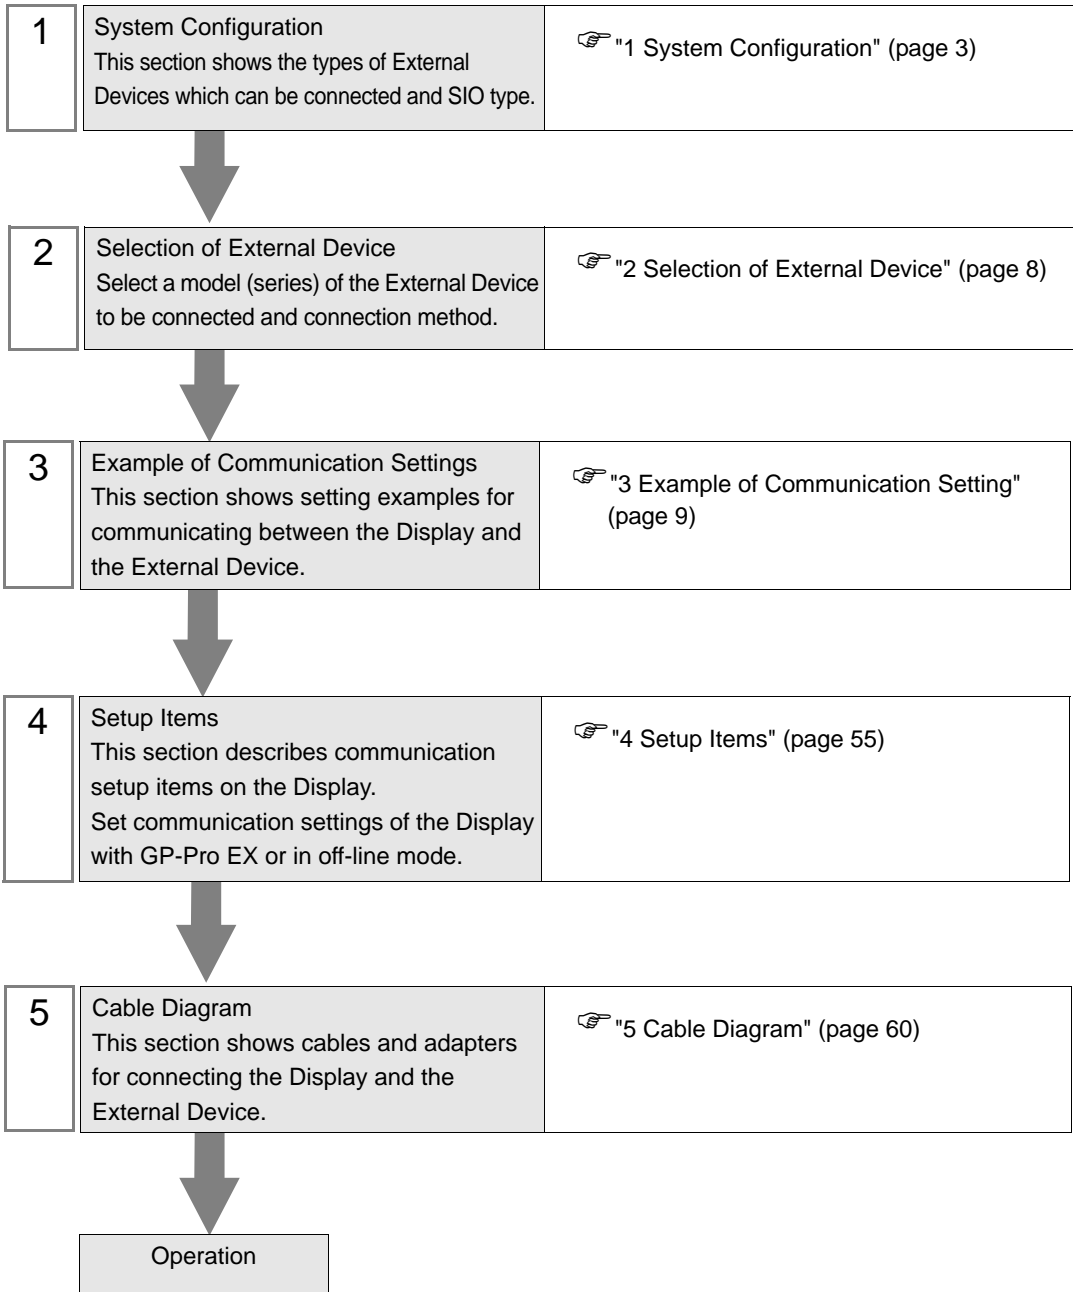 1
System Configuration
This section shows the types of External
Devices which can be connected and SIO type.
"1 System Configuration" (page 3)
2
Selection of External Device
Select a model (series) of the External Device
to be connected and connection method.
"2 Selection of External Device" (page 8)
3
Example of Communication Settings
This section shows setting examples for
communicating between the Display and
the External Device.
"3 Example of Communication Setting"
(page 9)
4
Setup Items
This section describes communication
setup items on the Display.
Set communication settings of the Display
with GP-Pro EX or in off-line mode.
"4 Setup Items" (page 55)
5
Cable Diagram
This section shows cables and adapters
for connecting the Display and the
External Device.
"5 Cable Diagram" (page 60)
Operation